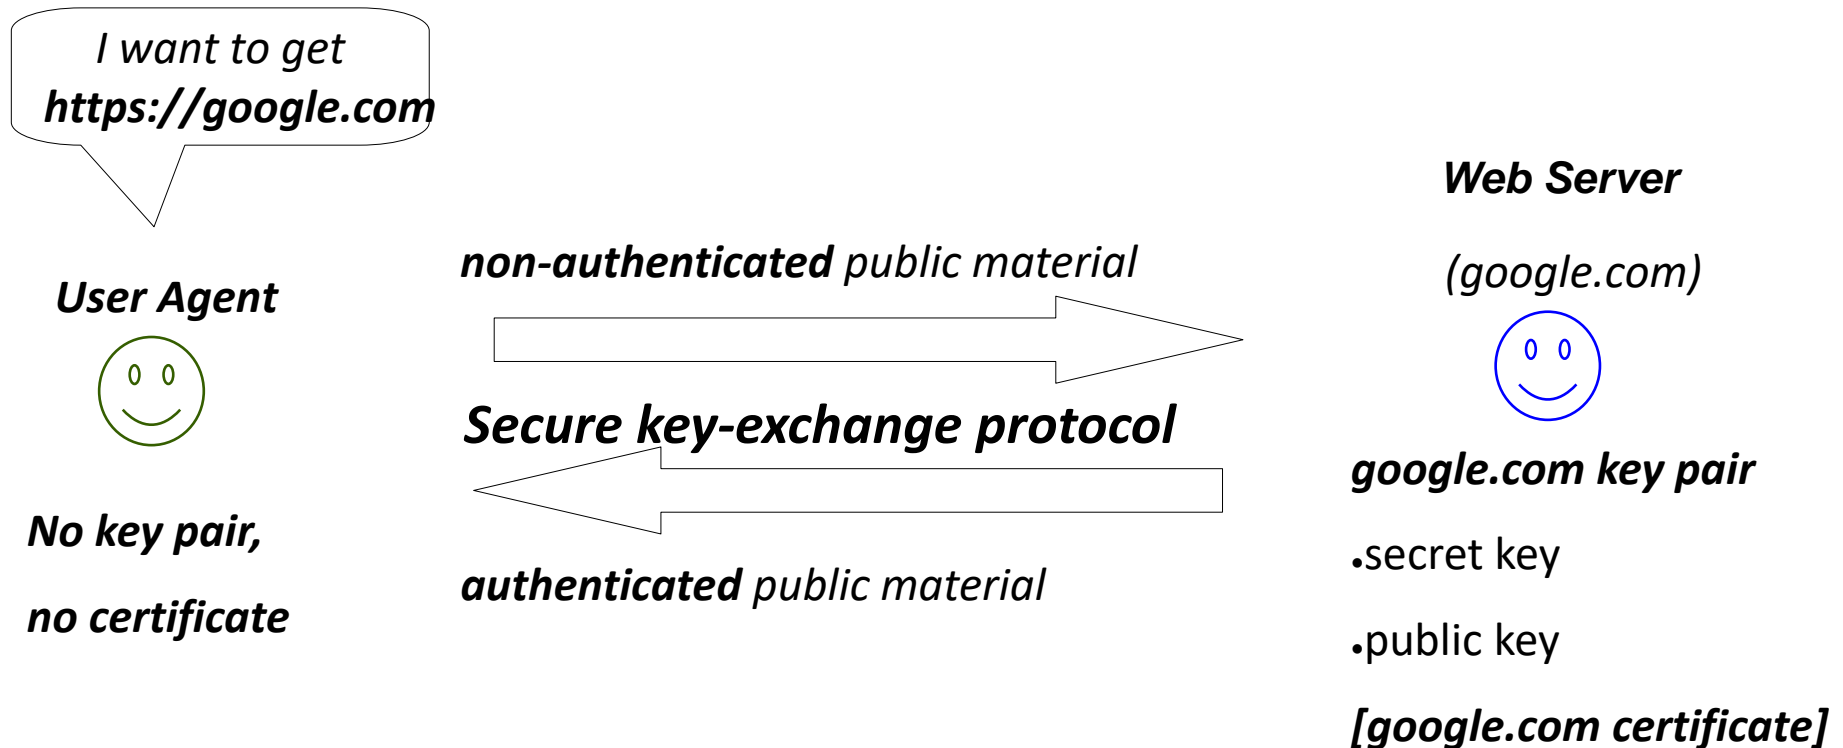 I want to get
https://google.com
Web Server
(google.com)
User Agent
non-authenticated public material
Secure key-exchange protocol
authenticated public material
No key pair,
no certificate
google.com key pair
•secret key
•public key
[google.com certificate]